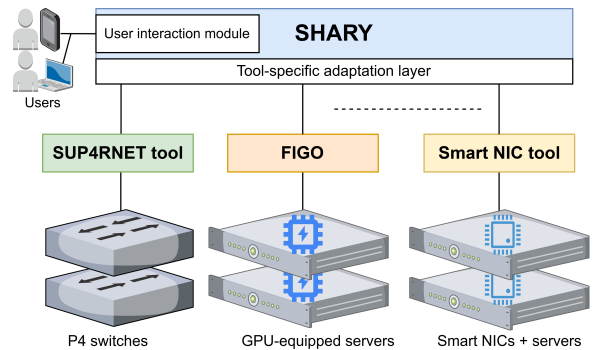 User interaction module
SHARY
Tool-specific adaptation layer
Users
SUP4RNET tool
FIGO
Smart NIC tool
P4 switches
GPU-equipped servers
Smart NICs + servers